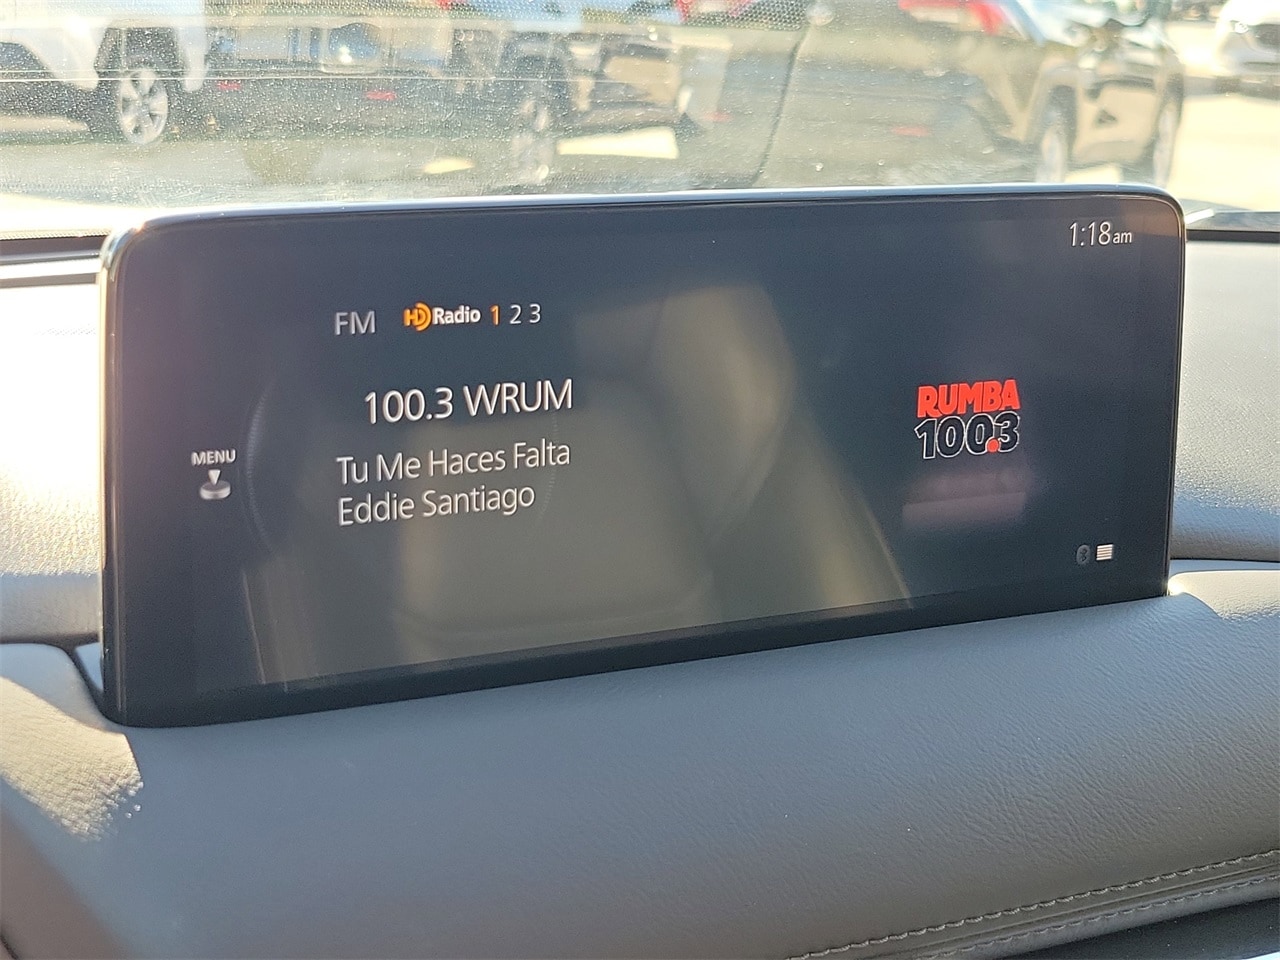 1:18am
FM HD Radio 1 2 3
100.3 WRUM
Tu Me Haces Falta
Eddie Santiago
MENU
RUMBA
100.3